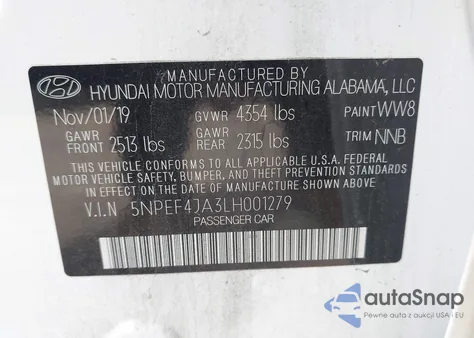 MANUFACTURED BY
HYUNDAI MOTOR MANUFACTURING ALABAMA, LLC
Nov/01/19 GVWR 4354 lbs PAINT WW8
GAWR FRONT 2513 lbs GAWR REAR 2315 lbs TRIM NNB
THIS VEHICLE CONFORMS TO ALL APPLICABLE U.S.A. FEDERAL
MOTOR VEHICLE SAFETY, BUMPER, AND THEFT PREVENTION STANDARDS
IN EFFECT ON THE DATE OF MANUFACTURE SHOWN ABOVE.
V.I.N 5NPEF4JA3LH001279
PASSENGER CAR
autoSnap
Pewne auta z aukcji USA i EU